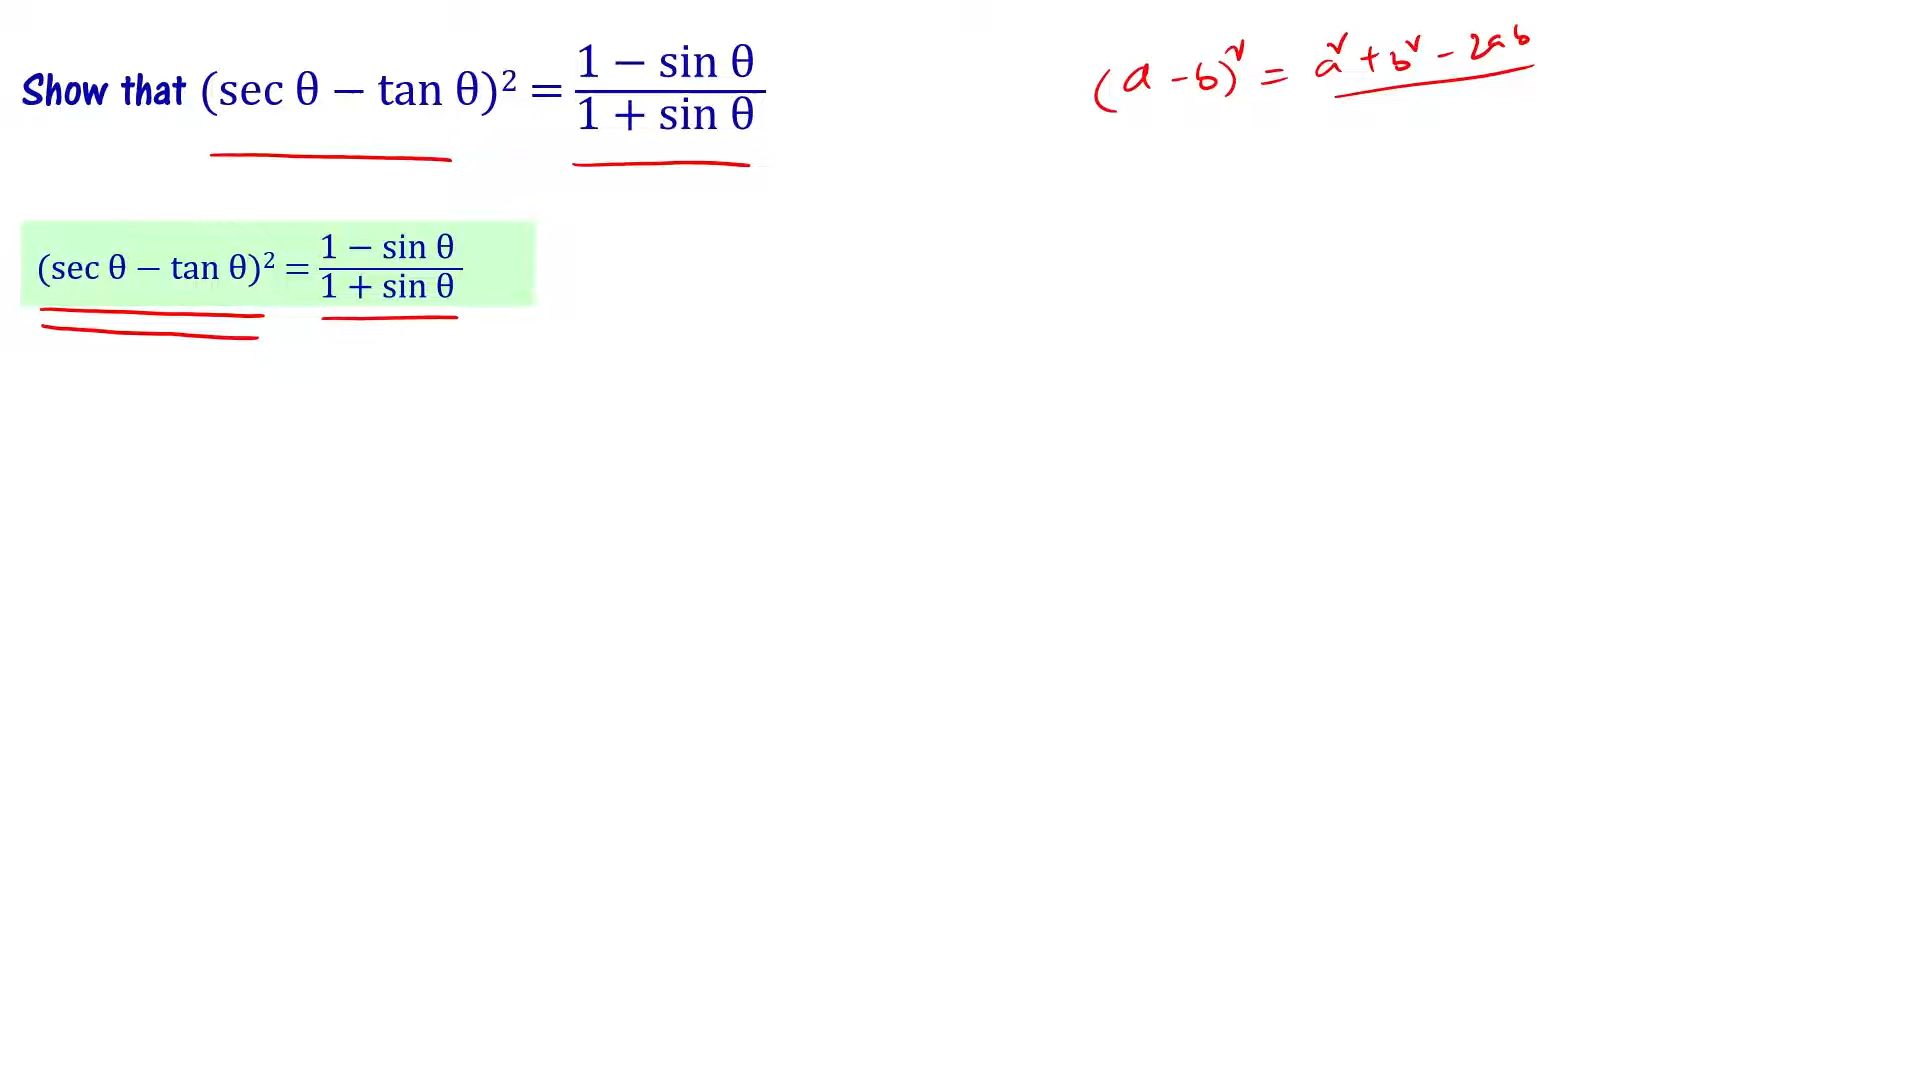 Show that (sec θ − tan θ)² = (1 − sin θ)/(1 + sin θ)
(a - b)² = a² + b² - 2ab
(sec θ − tan θ)² = (1 − sin θ)/(1 + sin θ)